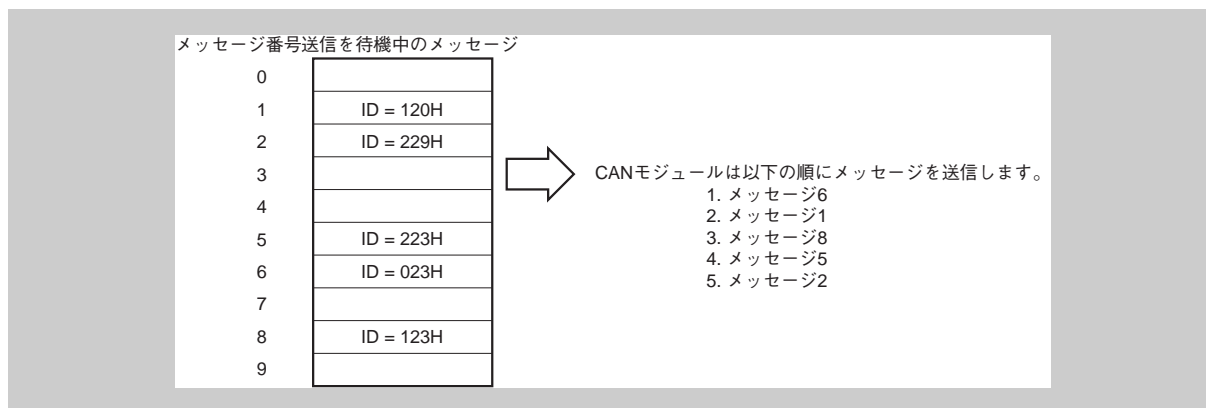 メッセージ番号送信を待機中のメッセージ
0
1 ID = 120H
2 ID = 229H
3
4
5 ID = 223H
6 ID = 023H
7
8 ID = 123H
9
CANモジュールは以下の順にメッセージを送信します。
1. メッセージ6
2. メッセージ1
3. メッセージ8
4. メッセージ5
5. メッセージ2